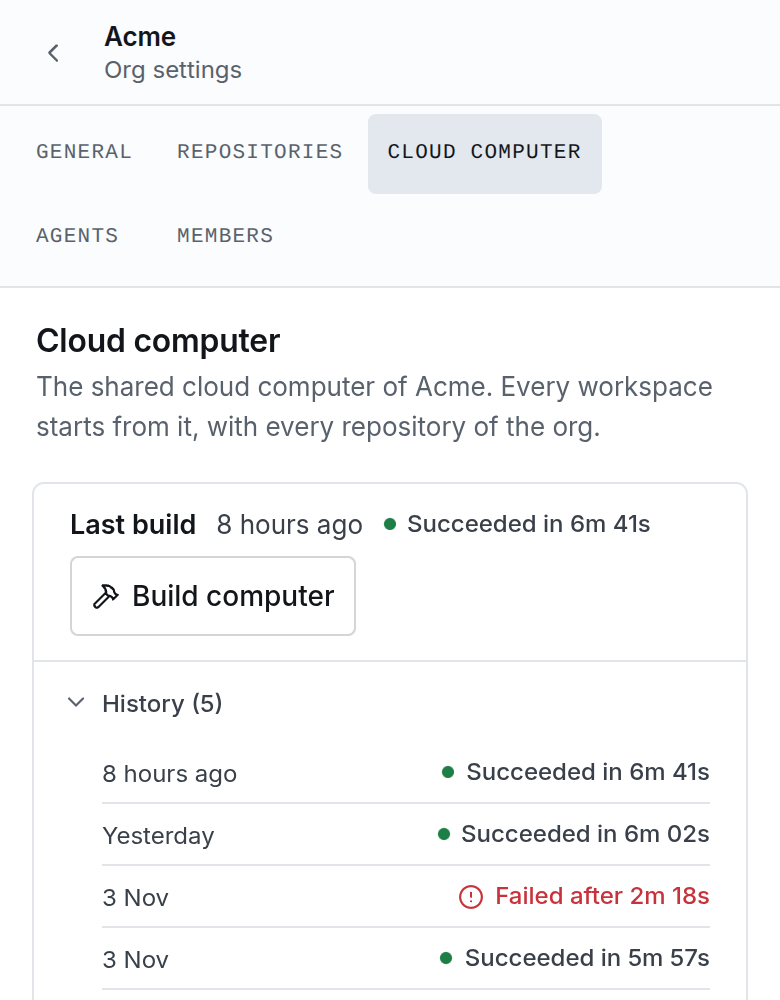 Acme
Org settings
GENERAL REPOSITORIES CLOUD COMPUTER
AGENTS MEMBERS
Cloud computer
The shared cloud computer of Acme. Every workspace
starts from it, with every repository of the org.
Last build 8 hours ago Succeeded in 6m 41s
Build computer
History (5)
8 hours ago Succeeded in 6m 41s
Yesterday Succeeded in 6m 02s
3 Nov Failed after 2m 18s
3 Nov Succeeded in 5m 57s